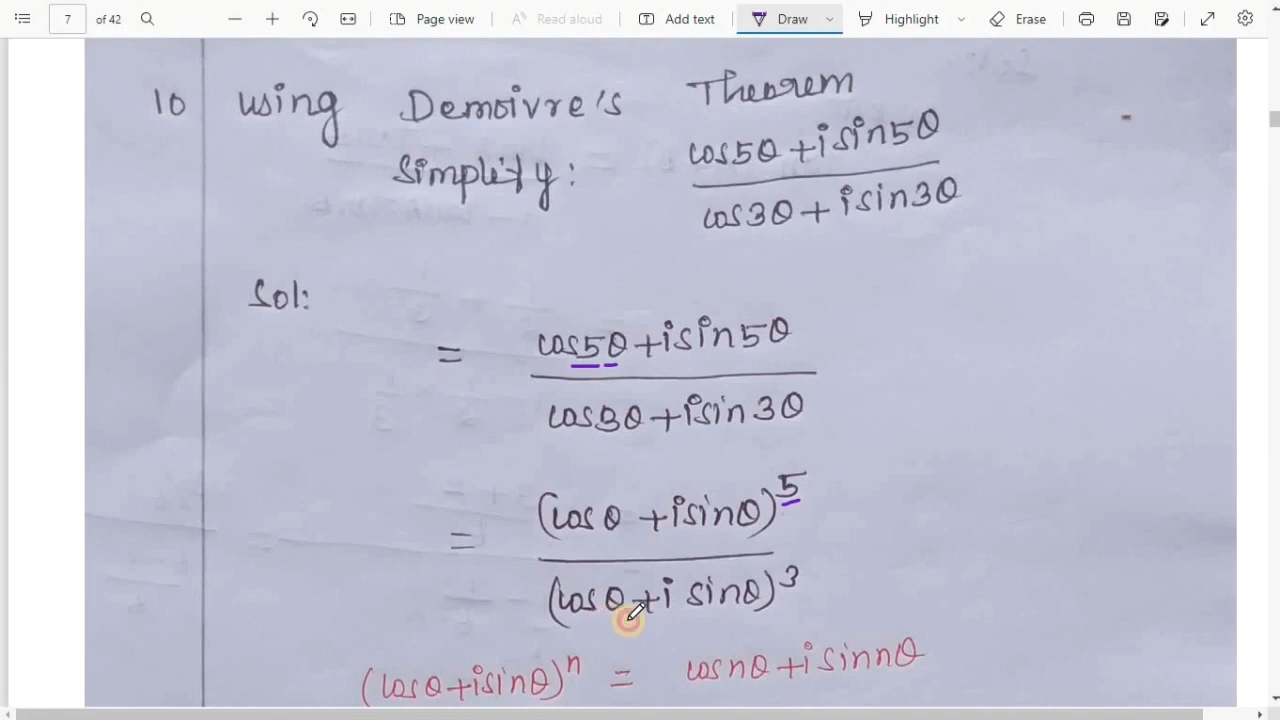 7 of 42 Page view Read aloud Add text Draw Highlight Erase
10 using Demoivre's Theorem
Simplify: cos5θ+isin5θ
cos3θ+isin3θ
Sol:
= cos5θ+isin5θ
cos3θ+isin3θ
= (cosθ+isinθ)^5
(cosθ+i sinθ)^3
(cosθ+isinθ)^n = cosnθ+isinnθ